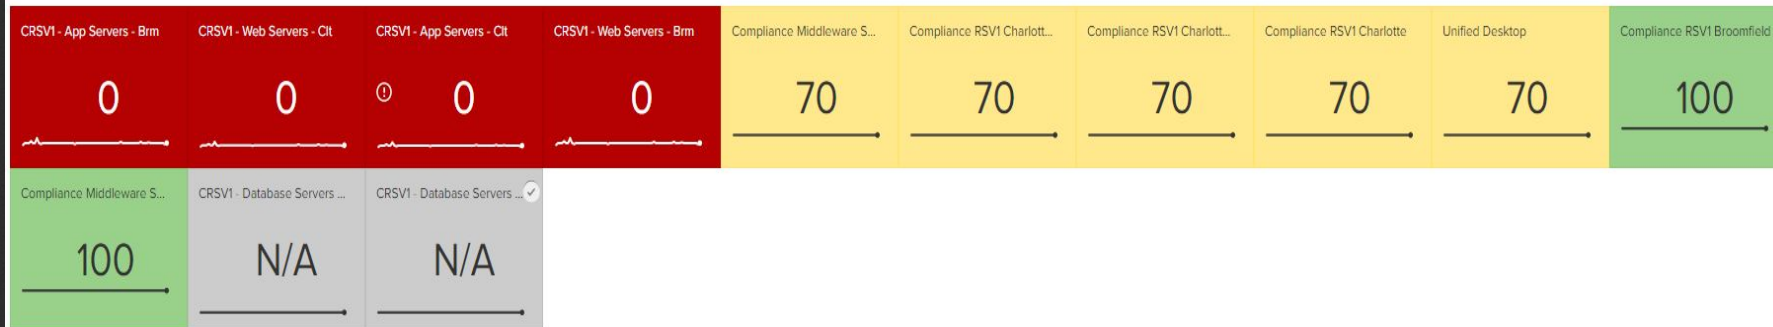 CRSV1 - App Servers - Brm
CRSV1 - Web Servers - Clt
CRSV1 - App Servers - Clt
CRSV1 - Web Servers - Brm
Compliance Middleware S...
Compliance RSV1 Charlott...
Compliance RSV1 Charlott...
Compliance RSV1 Charlotte
Unified Desktop
Compliance RSV1 Broomfield
0
0
0
0
70
70
70
70
70
100
Compliance Middleware S...
CRSV1 - Database Servers ...
CRSV1 - Database Servers ...
100
N/A
N/A